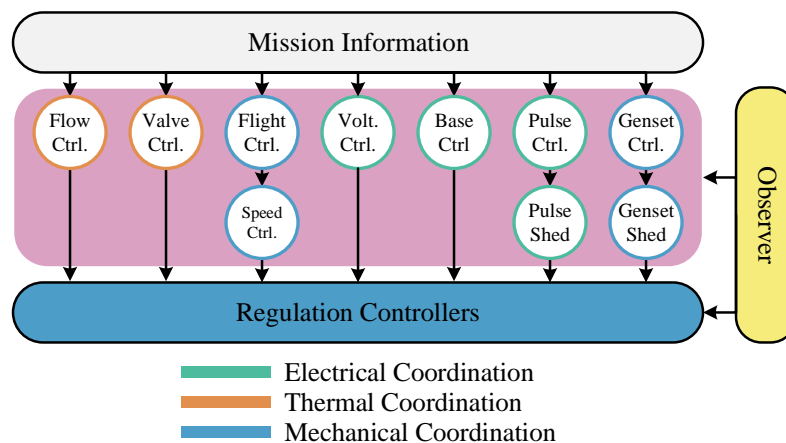 Mission Information
Flow
Ctrl.
Valve
Ctrl.
Flight
Ctrl.
Volt.
Ctrl.
Base
Ctrl
Pulse
Ctrl.
Genset
Ctrl.
Speed
Ctrl.
Pulse
Shed
Genset
Shed
Observer
Regulation Controllers
Electrical Coordination
Thermal Coordination
Mechanical Coordination